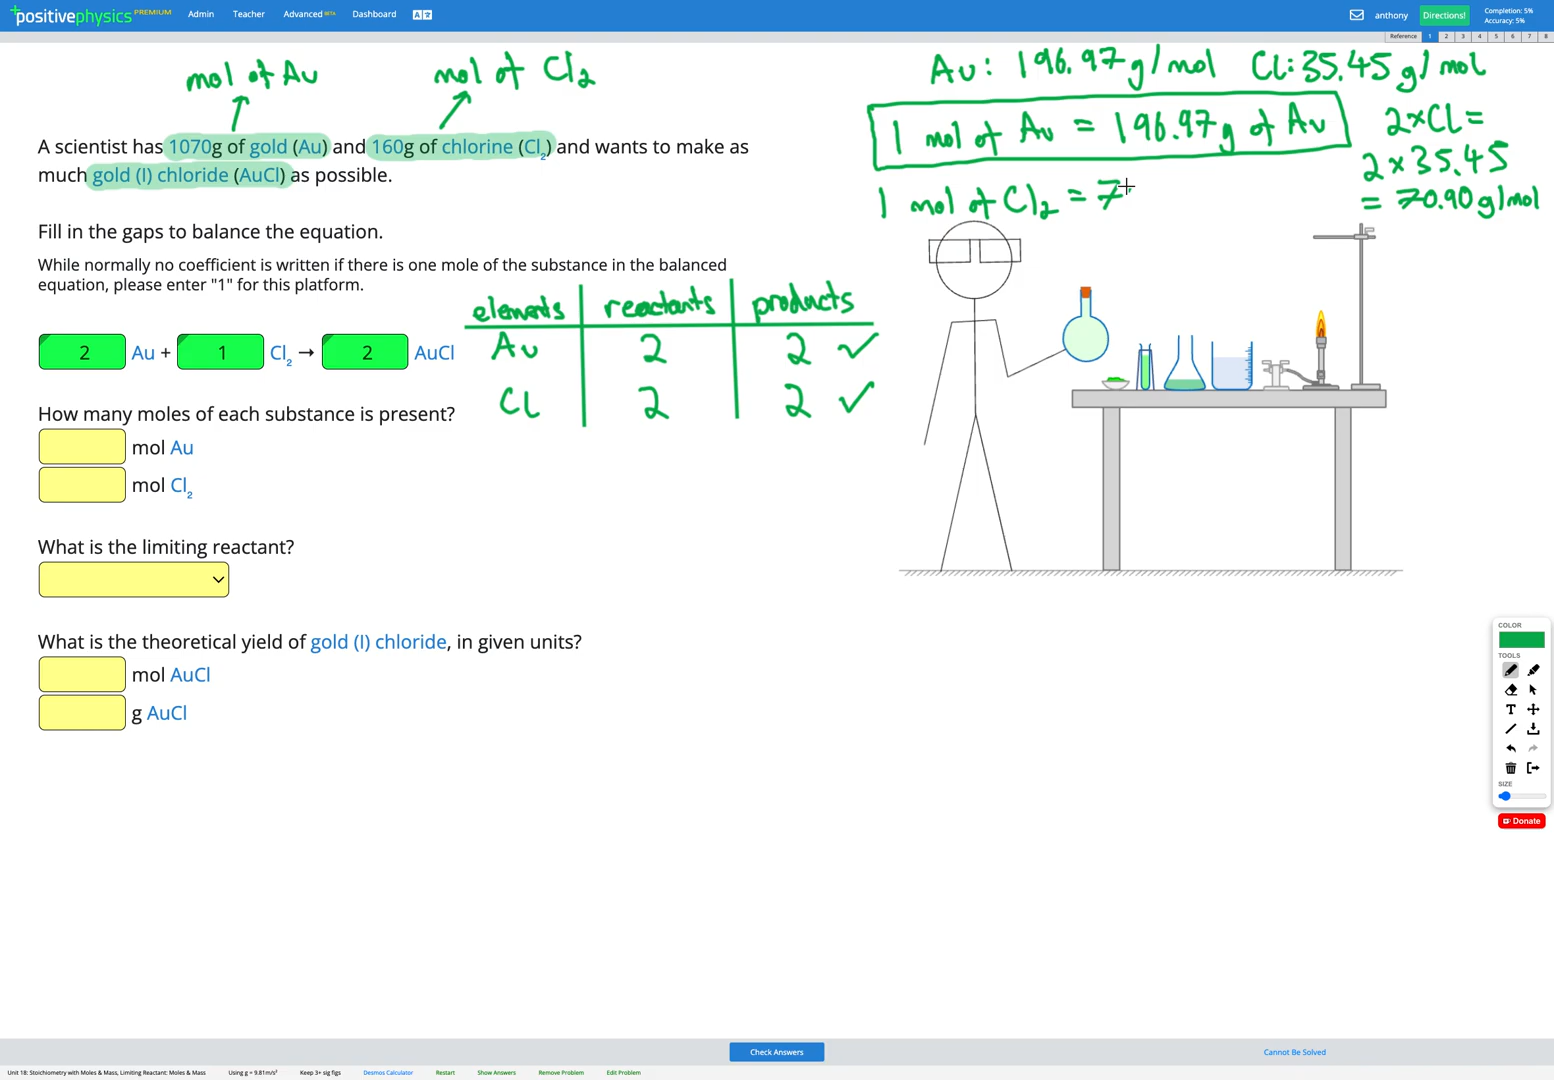 +positivephysics PREMIUM Admin Teacher Advanced BETA Dashboard anthony Directions! Completion: 5% Accuracy: 5%
Reference 1 2 3 4 5 6 7 8
mol of Au mol of Cl2
Au: 196.97 g/mol Cl: 35.45 g/mol
1 mol of Au = 196.97g of Au
2×Cl =
2×35.45
= 70.90 g/mol
1 mol of Cl2 = 7
A scientist has 1070g of gold (Au) and 160g of chlorine (Cl2) and wants to make as
much gold (I) chloride (AuCl) as possible.
Fill in the gaps to balance the equation.
While normally no coefficient is written if there is one mole of the substance in the balanced
equation, please enter "1" for this platform.
elements reactants products
Au 2 2 ✓
Cl 2 2 ✓
2 Au + 1 Cl2 → 2 AuCl
How many moles of each substance is present?
mol Au
mol Cl2
What is the limiting reactant?
What is the theoretical yield of gold (I) chloride, in given units?
mol AuCl
g AuCl
COLOR
TOOLS
T
SIZE
Donate
Check Answers Cannot Be Solved
Unit 18: Stoichiometry with Moles & Mass, Limiting Reactant: Moles & Mass Using g = 9.81m/s² Keep 3+ sig figs Desmos Calculator Restart Show Answers Remove Problem Edit Problem